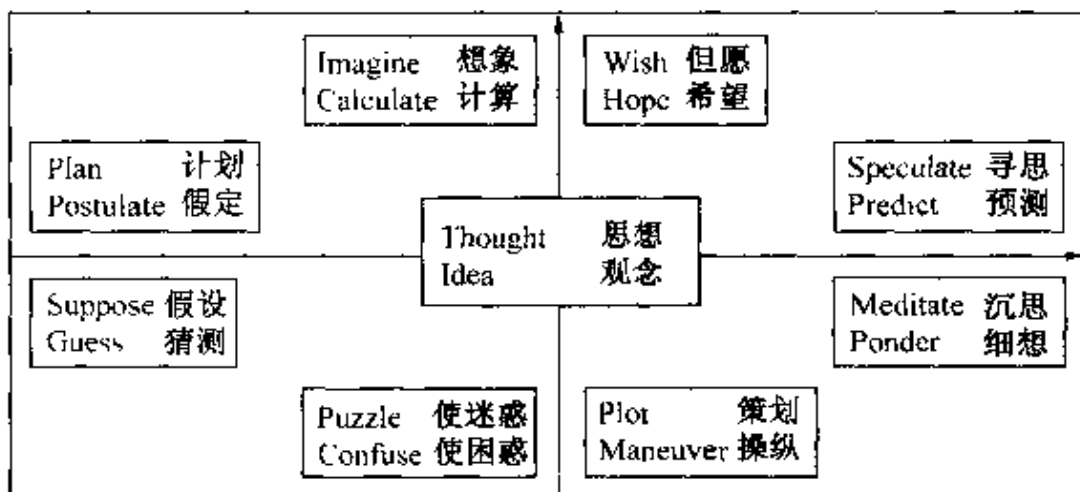 Imagine 想象
Calculate 计算
Wish 但愿
Hope 希望
Plan 计划
Postulate 假定
Speculate 寻思
Predict 预测
Thought 思想
Idea 观念
Suppose 假设
Guess 猜测
Meditate 沉思
Ponder 细想
Puzzle 使迷惑
Confuse 使困惑
Plot 策划
Maneuver 操纵